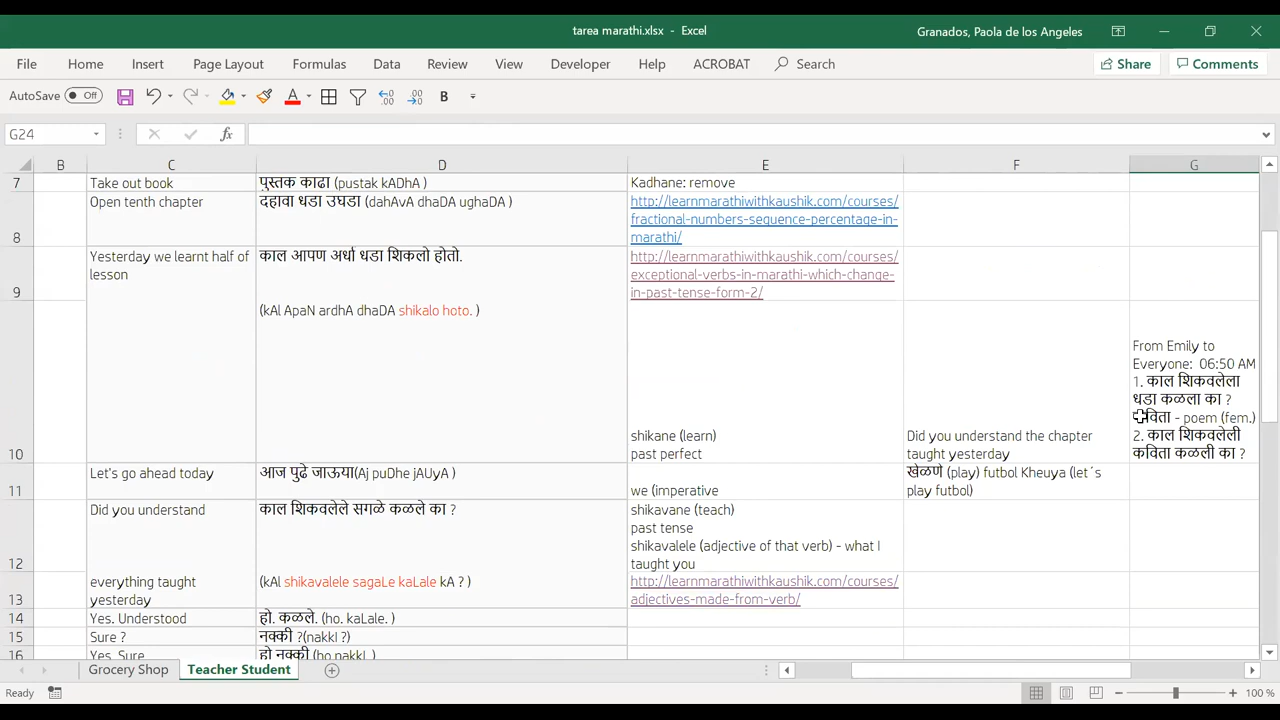 tarea marathi.xlsx - Excel
Granados, Paola de los Angeles
File Home Insert Page Layout Formulas Data Review View Developer Help ACROBAT Search Share Comments
AutoSave Off
G24
B C D E F G
7 Take out book पुस्तक काढा (pustak kADhA ) Kadhane: remove
Open tenth chapter दहावा धडा उघडा (dahAvA dhaDA ughaDA ) http://learnmarathiwithkaushik.com/courses/
fractional-numbers-sequence-percentage-in-
8 marathi/
Yesterday we learnt half of काल आपण अर्धा धडा शिकलो होतो. http://learnmarathiwithkaushik.com/courses/
lesson exceptional-verbs-in-marathi-which-change-
9 in-past-tense-form-2/
(kAl ApaN ardhA dhaDA shikalo hoto. )
From Emily to
Everyone: 06:50 AM
1. काल शिकवलेला
धडा कळला का ?
कविता - poem (fem.)
shikane (learn) Did you understand the chapter 2. काल शिकवलेली
10 past perfect taught yesterday कविता कळली का ?
Let's go ahead today आज पुढे जाऊया(Aj puDhe jAUyA ) खेळणे (play) futbol Kheuya (let´s
11 we (imperative play futbol)
Did you understand काल शिकवलेले सगळे कळले का ? shikavane (teach)
past tense
shikavalele (adjective of that verb) - what I
12 taught you
everything taught (kAl shikavalele sagaLe kaLale kA ? ) http://learnmarathiwithkaushik.com/courses/
13 yesterday adjectives-made-from-verb/
14 Yes. Understood हो. कळले. (ho. kaLale. )
15 Sure ? नक्की ?(nakkI ?)
16 Yes, Sure हो नक्की (ho nakkI )
Grocery Shop Teacher Student
Ready 100 %